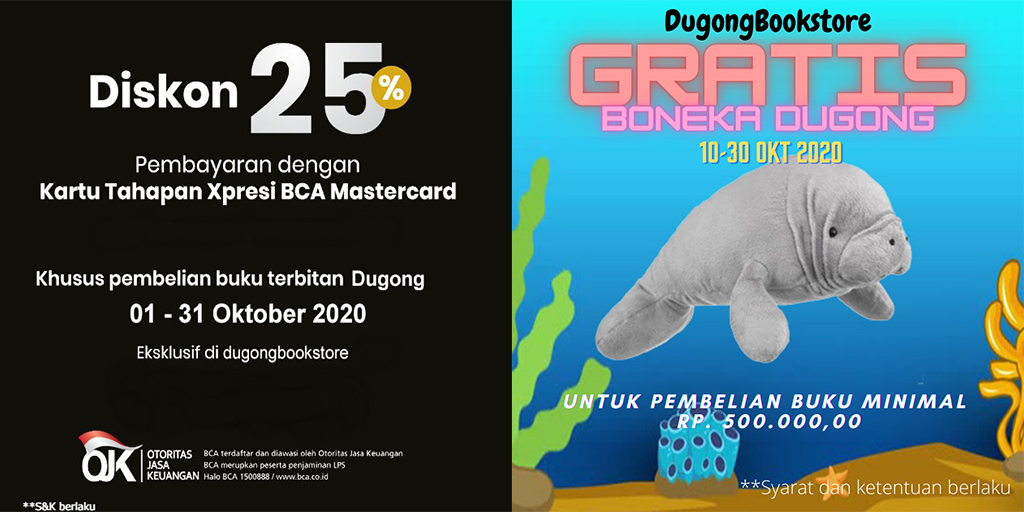 Diskon 25%
Pembayaran dengan
Kartu Tahapan Xpresi BCA Mastercard
Khusus pembelian buku terbitan Dugong
01 - 31 Oktober 2020
Eksklusif di dugongbookstore
OJK
OTORITAS
JASA
KEUANGAN
BCA terdaftar dan diawasi oleh Otoritas Jasa Keuangan
BCA merupkan peserta penjaminan LPS
Halo BCA 1500888 / www.bca.co.id
**S&K berlaku
DugongBookstore
GRATIS
BONEKA DUGONG
10-30 OKT 2020
UNTUK PEMBELIAN BUKU MINIMAL
RP. 500.000,00
**Syarat dan ketentuan berlaku